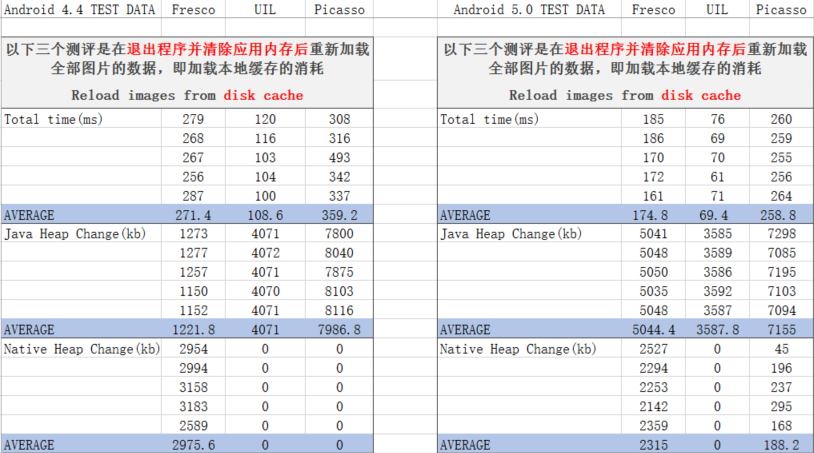 Android 4.4 TEST DATA Fresco UIL Picasso Android 5.0 TEST DATA Fresco UIL Picasso
以下三个测评是在退出程序并清除应用内存后重新加载 以下三个测评是在退出程序并清除应用内存后重新加载
全部图片的数据，即加载本地缓存的消耗 全部图片的数据，即加载本地缓存的消耗
Reload images from disk cache Reload images from disk cache
Total time(ms) 279 120 308 Total time(ms) 185 76 260
268 116 316 186 69 259
267 103 493 170 70 255
256 104 342 172 61 256
287 100 337 161 71 264
AVERAGE 271.4 108.6 359.2 AVERAGE 174.8 69.4 258.8
Java Heap Change(kb) 1273 4071 7800 Java Heap Change(kb) 5041 3585 7298
1277 4072 8040 5048 3589 7085
1257 4071 7875 5050 3586 7195
1150 4070 8103 5035 3592 7103
1152 4071 8116 5048 3587 7094
AVERAGE 1221.8 4071 7986.8 AVERAGE 5044.4 3587.8 7155
Native Heap Change(kb) 2954 0 0 Native Heap Change(kb) 2527 0 45
2994 0 0 2294 0 196
3158 0 0 2253 0 237
3183 0 0 2142 0 295
2589 0 0 2359 0 168
AVERAGE 2975.6 0 0 AVERAGE 2315 0 188.2